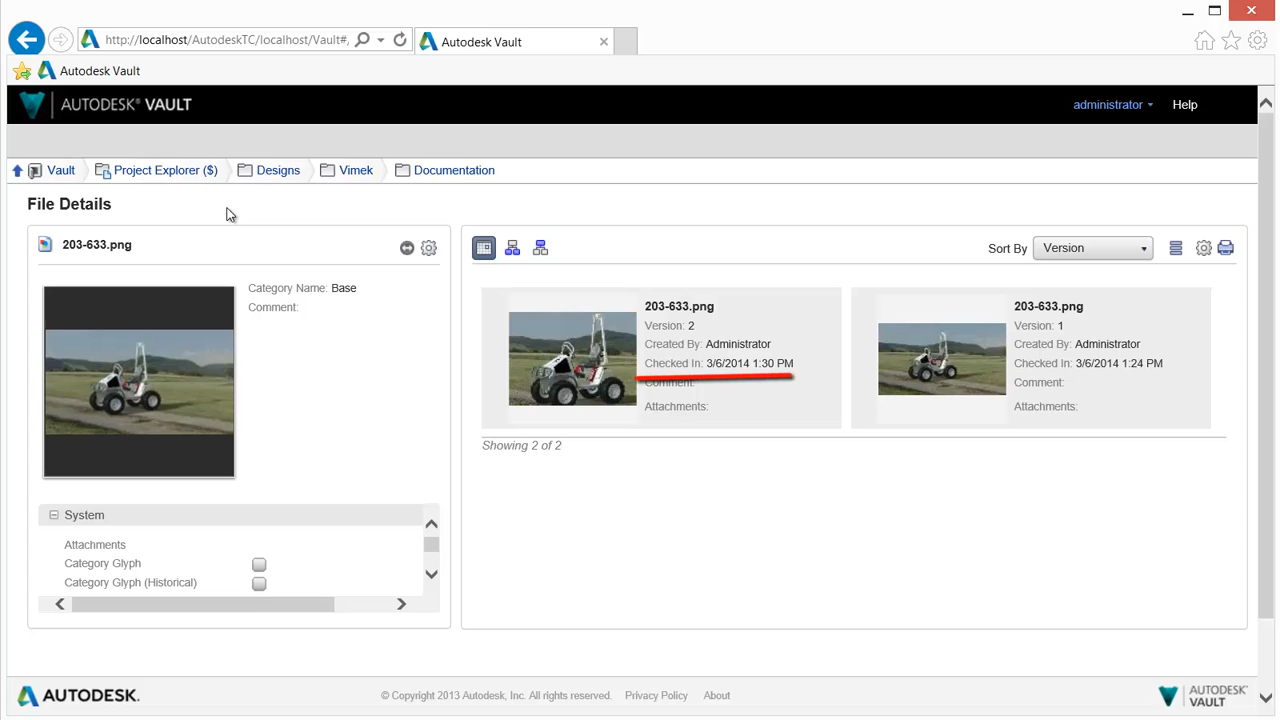 http://localhost/AutodeskTC/localhost/Vault#,
Autodesk Vault
Autodesk Vault
AUTODESK® VAULT
administrator
Help
Vault
Project Explorer ($)
Designs
Vimek
Documentation
File Details
203-633.png
Category Name: Base
Comment:
System
Attachments
Category Glyph
Category Glyph (Historical)
Sort By
Version
203-633.png
Version: 2
Created By: Administrator
Checked In: 3/6/2014 1:30 PM
Comment:
Attachments:
203-633.png
Version: 1
Created By: Administrator
Checked In: 3/6/2014 1:24 PM
Comment:
Attachments:
Showing 2 of 2
AUTODESK.
© Copyright 2013 Autodesk, Inc. All rights reserved.
Privacy Policy
About
AUTODESK®
VAULT